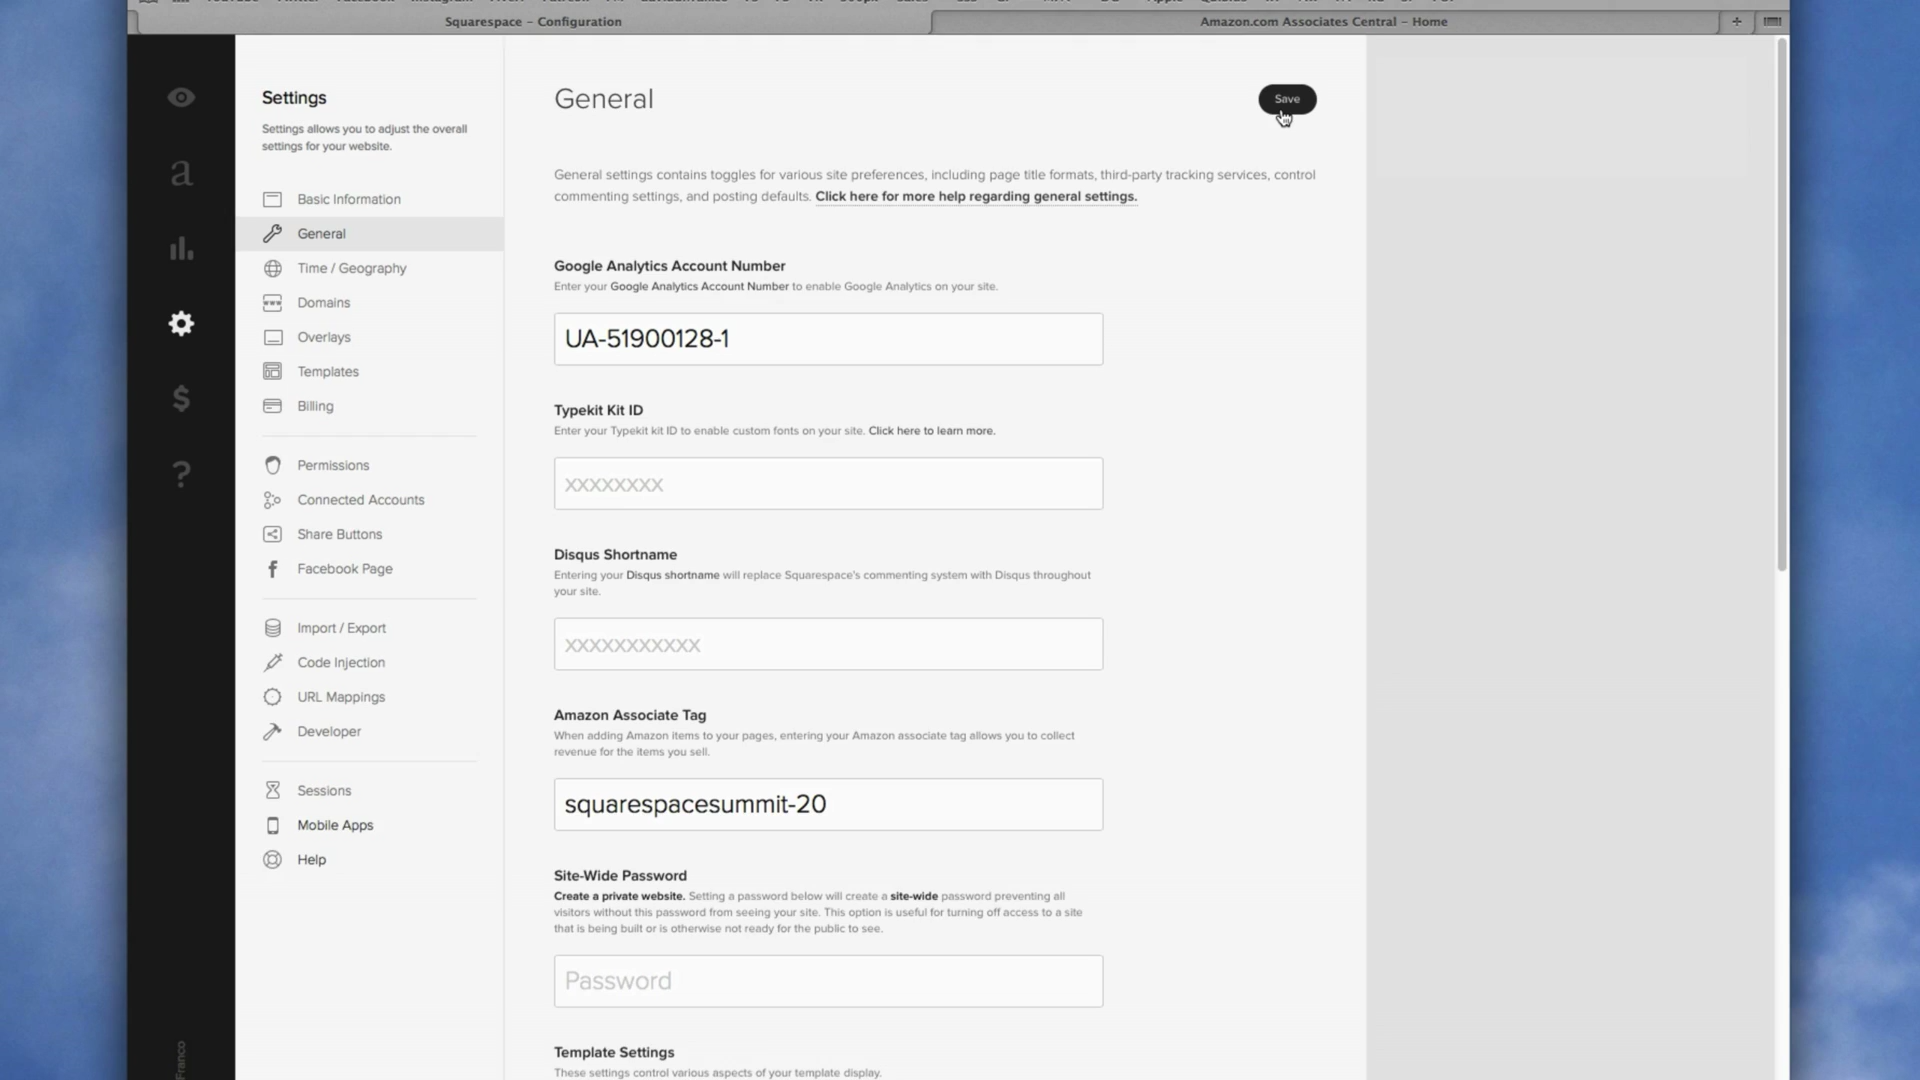 Squarespace – Configuration
Amazon.com Associates Central – Home
Settings
Settings allows you to adjust the overall
settings for your website.
Basic Information
General
Time / Geography
Domains
Overlays
Templates
Billing
Permissions
Connected Accounts
Share Buttons
Facebook Page
Import / Export
Code Injection
URL Mappings
Developer
Sessions
Mobile Apps
Help
Franco
General
Save
General settings contains toggles for various site preferences, including page title formats, third-party tracking services, control
commenting settings, and posting defaults. Click here for more help regarding general settings.
Google Analytics Account Number
Enter your Google Analytics Account Number to enable Google Analytics on your site.
UA-51900128-1
Typekit Kit ID
Enter your Typekit kit ID to enable custom fonts on your site. Click here to learn more.
XXXXXXXX
Disqus Shortname
Entering your Disqus shortname will replace Squarespace's commenting system with Disqus throughout
your site.
XXXXXXXXXXX
Amazon Associate Tag
When adding Amazon items to your pages, entering your Amazon associate tag allows you to collect
revenue for the items you sell.
squarespacesummit-20
Site-Wide Password
Create a private website. Setting a password below will create a site-wide password preventing all
visitors without this password from seeing your site. This option is useful for turning off access to a site
that is being built or is otherwise not ready for the public to see.
Password
Template Settings
These settings control various aspects of your template display.